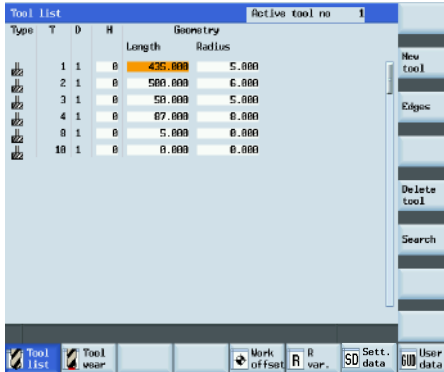 Tool list Active tool no 1
Type T D H Geometry
Length Radius
1 1 0 435.000 5.000
2 1 0 500.000 6.000
3 1 0 50.000 5.000
4 1 0 87.000 0.000
8 1 0 5.000 0.000
10 1 0 0.000 0.000
New
tool
Edges
Delete
tool
Search
Tool
list
Tool
wear
Work
offset
R R
var.
SD Sett.
data
GUD User
data